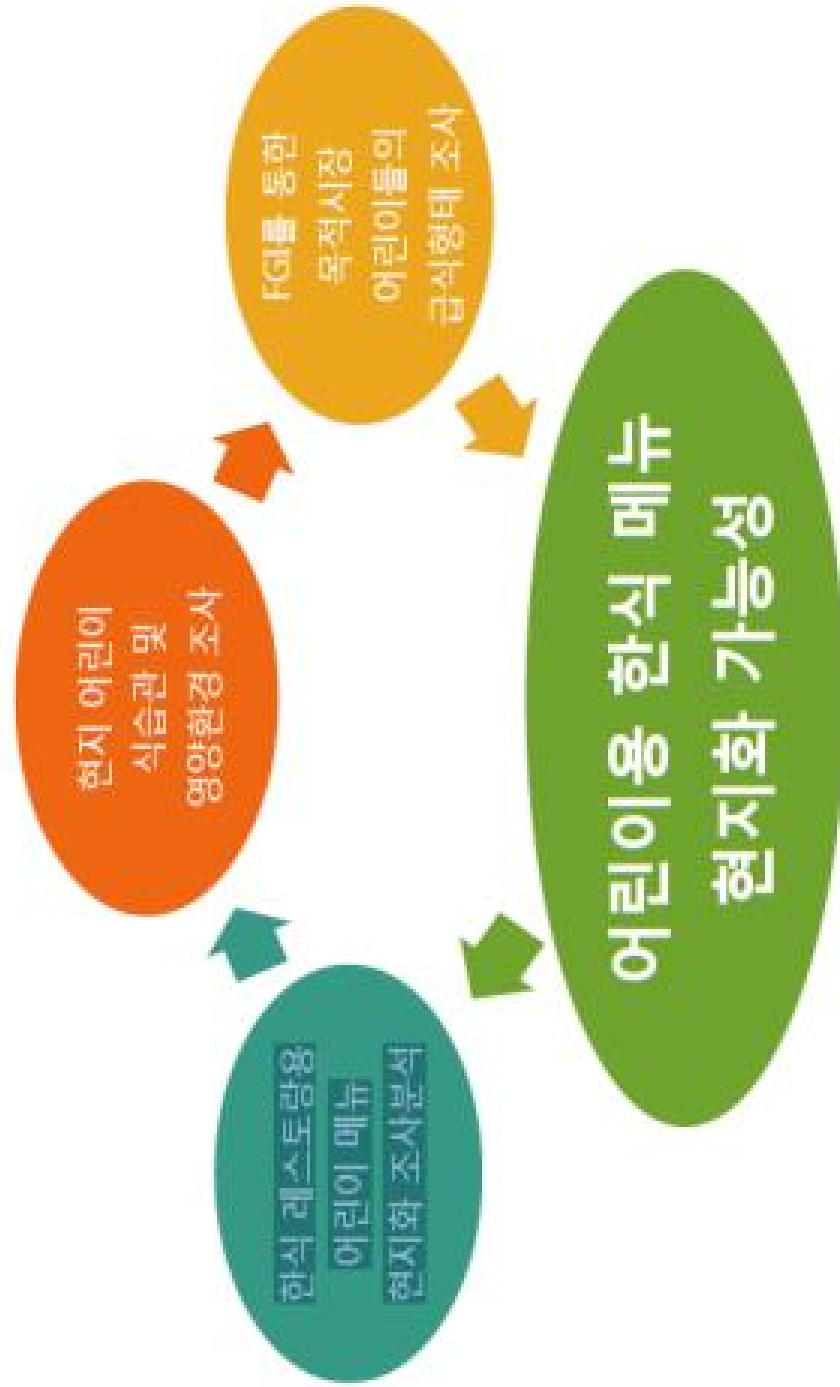 한식 레스토랑용
어린이 메뉴
현지화 조사분석
현지 어린이
식습관 및
영양환경 조사
FGI를 통한
목적시장
어린이들의
급식형태 조사
어린이용 한식 메뉴
현지화 가능성